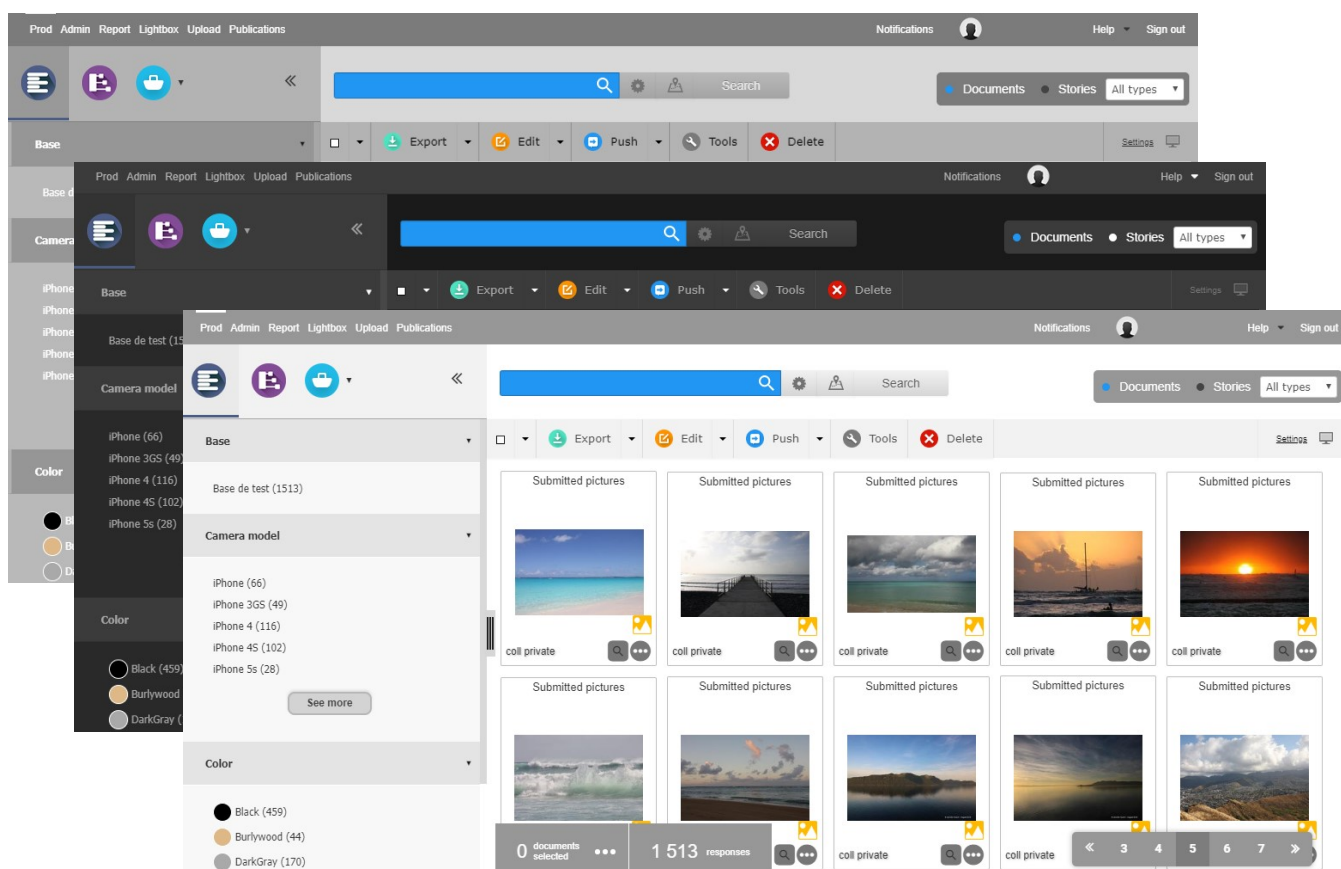 Prod Admin Report Lightbox Upload Publications Notifications Help Sign out
Search Documents Stories All types
Base Export Edit Push Tools Delete Settings
Base d
Camera
iPhone
iPhone
iPhone
iPhone
iPhone
Color
Prod Admin Report Lightbox Upload Publications Notifications Help Sign out
Search Documents Stories All types
Base Export Edit Push Tools Delete Settings
Base de test (15
Camera model
iPhone (66)
iPhone 3GS (49)
iPhone 4 (116)
iPhone 4S (102)
iPhone 5s (28)
Color
Black (459)
Burlywood
DarkGray (
Prod Admin Report Lightbox Upload Publications Notifications Help Sign out
Search Documents Stories All types
Base Export Edit Push Tools Delete Settings
Base de test (1513)
Camera model
iPhone (66)
iPhone 3GS (49)
iPhone 4 (116)
iPhone 4S (102)
iPhone 5s (28)
See more
Color
Black (459)
Burlywood (44)
DarkGray (170)
Submitted pictures Submitted pictures Submitted pictures Submitted pictures Submitted pictures
coll private coll private coll private coll private coll private
Submitted pictures Submitted pictures Submitted pictures Submitted pictures Submitted pictures
coll private coll private
0 documents selected 1 513 responses
« 3 4 5 6 7 »